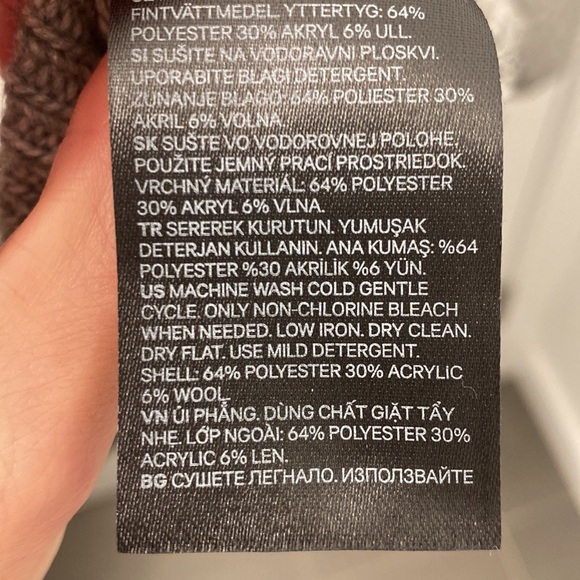 FINTVÄTTMEDEL. YTTERTYG: 64%
POLYESTER 30% AKRYL 6% ULL.
SI SUŠITE NA VODORAVNI PLOSKVI.
UPORABITE BLAGI DETERGENT.
ZUNANJE BLAGO: 64% POLIESTER 30%
AKRIL 6% VOLNA
SK SUŠTE VO VODOROVNEJ POLOHE.
POUŽITE JEMNÝ PRACÍ PROSTRIEDOK.
VRCHNÝ MATERIÁL: 64% POLYESTER
30% AKRYL 6% VLNA.
TR SEREREK KURUTUN. YUMUŞAK
DETERJAN KULLANIN. ANA KUMAŞ: %64
POLYESTER %30 AKRİLİK %6 YÜN.
US MACHINE WASH COLD GENTLE
CYCLE. ONLY NON-CHLORINE BLEACH
WHEN NEEDED. LOW IRON. DRY CLEAN.
DRY FLAT. USE MILD DETERGENT.
SHELL: 64% POLYESTER 30% ACRYLIC
6% WOOL.
VN ỦI PHẲNG. DÙNG CHẤT GIẶT TẨY
NHẸ. LỚP NGOÀI: 64% POLYESTER 30%
ACRYLIC 6% LEN.
BG СУШЕТЕ ЛЕГНАЛО. ИЗПОЛЗВАЙТЕ